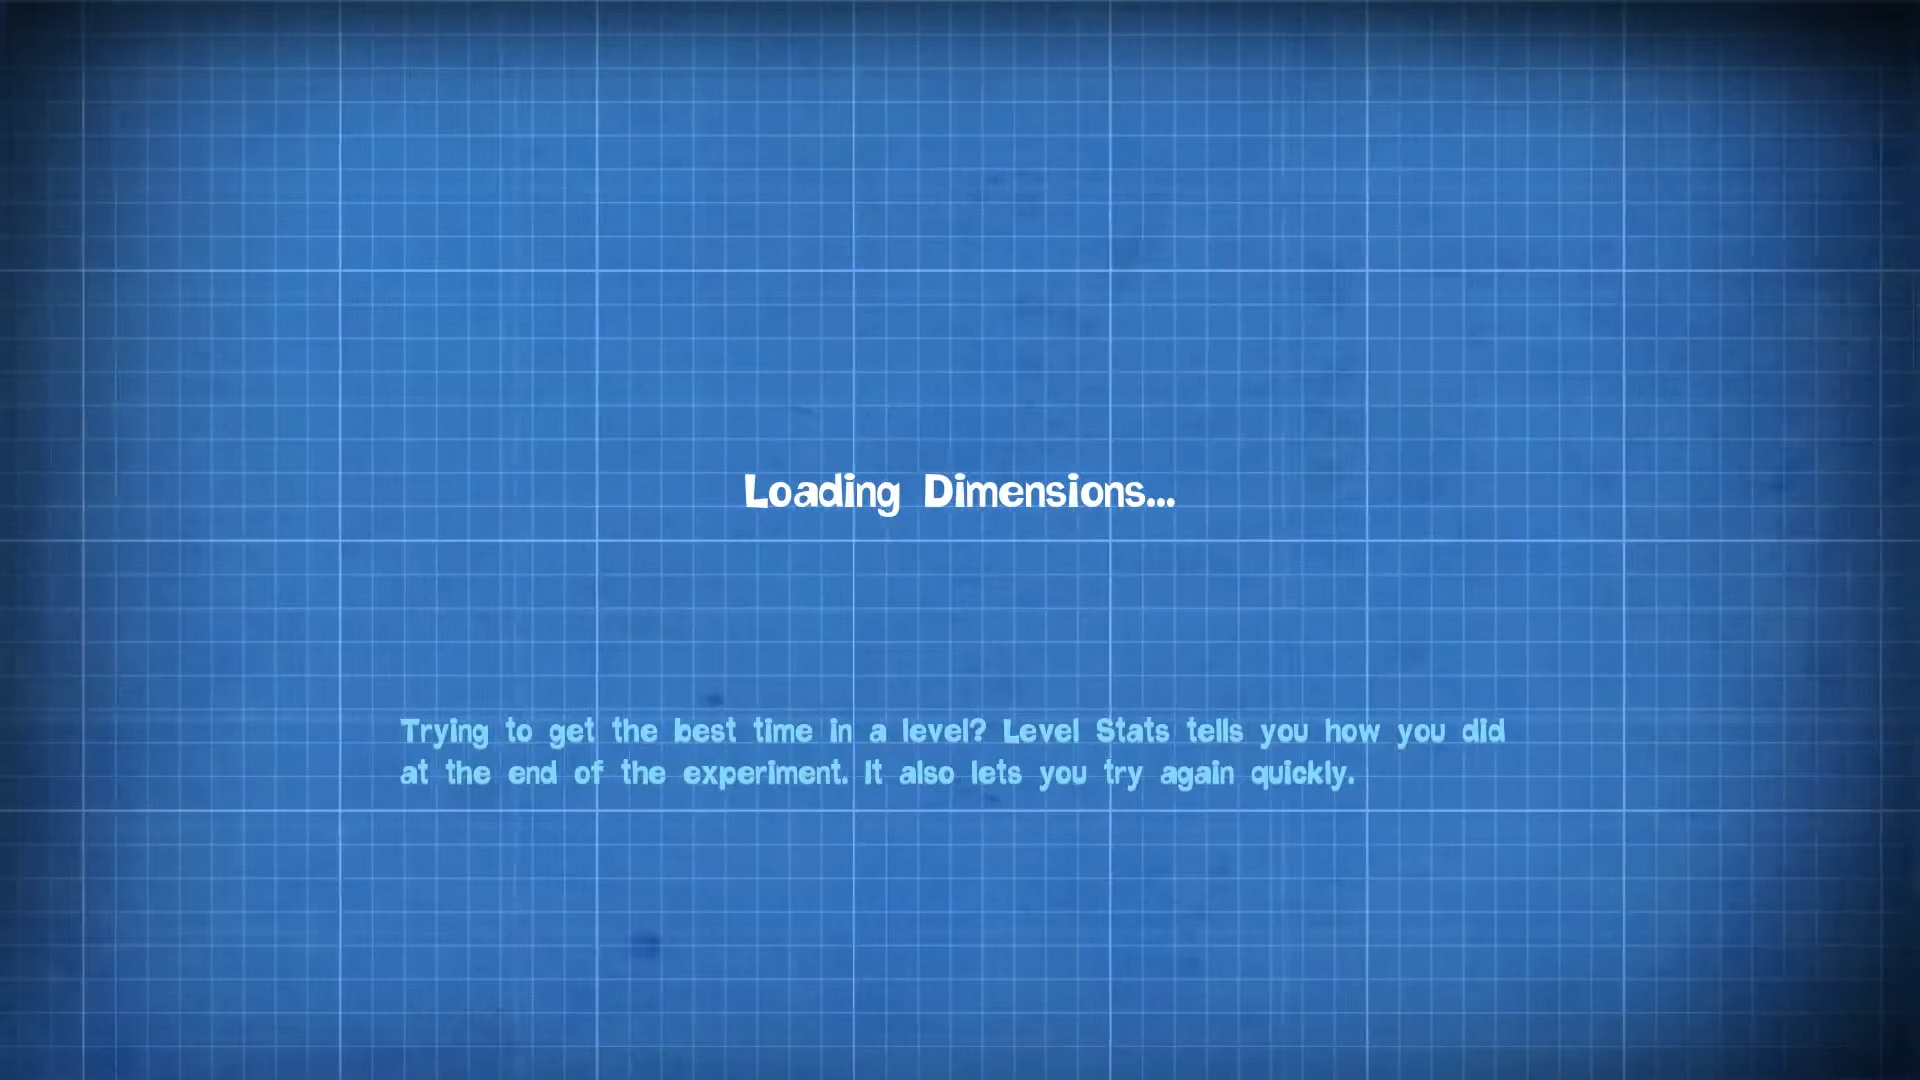 Loading Dimensions...
Trying to get the best time in a level? Level Stats tells you how you did
at the end of the experiment. It also lets you try again quickly.